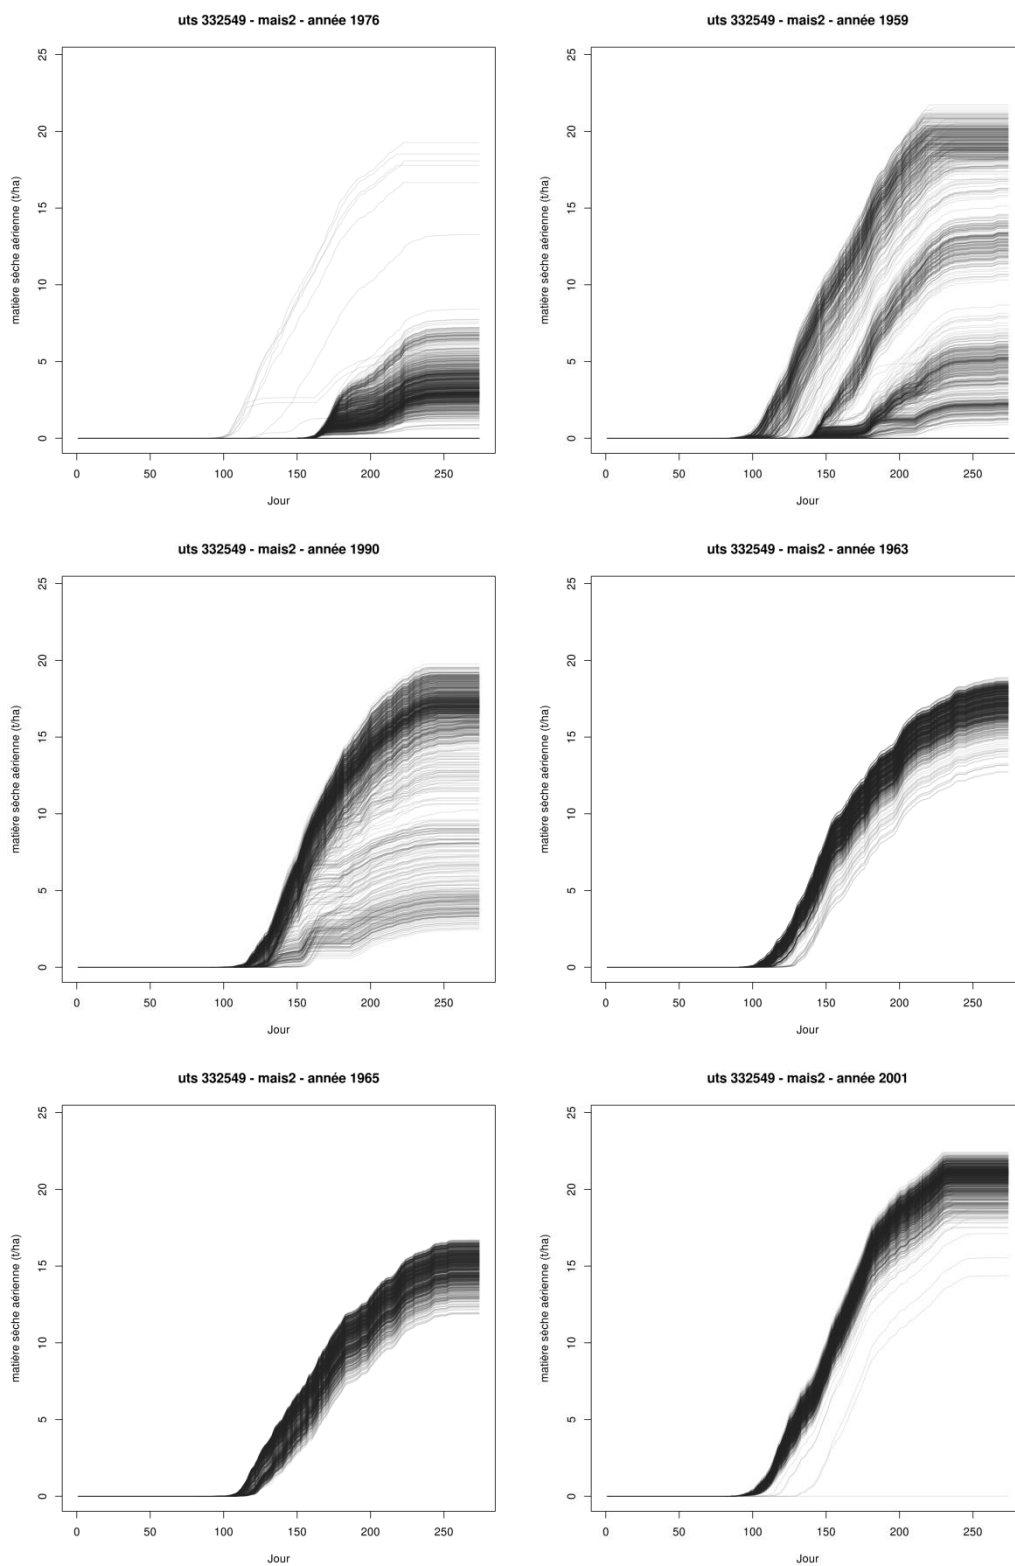 uts 332549 - mais2 - année 1976
matière sèche aérienne (t/ha)
25
20
15
10
5
0
0 50 100 150 200 250
Jour
uts 332549 - mais2 - année 1959
matière sèche aérienne (t/ha)
25
20
15
10
5
0
0 50 100 150 200 250
Jour
uts 332549 - mais2 - année 1990
matière sèche aérienne (t/ha)
25
20
15
10
5
0
0 50 100 150 200 250
Jour
uts 332549 - mais2 - année 1963
matière sèche aérienne (t/ha)
25
20
15
10
5
0
0 50 100 150 200 250
Jour
uts 332549 - mais2 - année 1965
matière sèche aérienne (t/ha)
25
20
15
10
5
0
0 50 100 150 200 250
Jour
uts 332549 - mais2 - année 2001
matière sèche aérienne (t/ha)
25
20
15
10
5
0
0 50 100 150 200 250
Jour